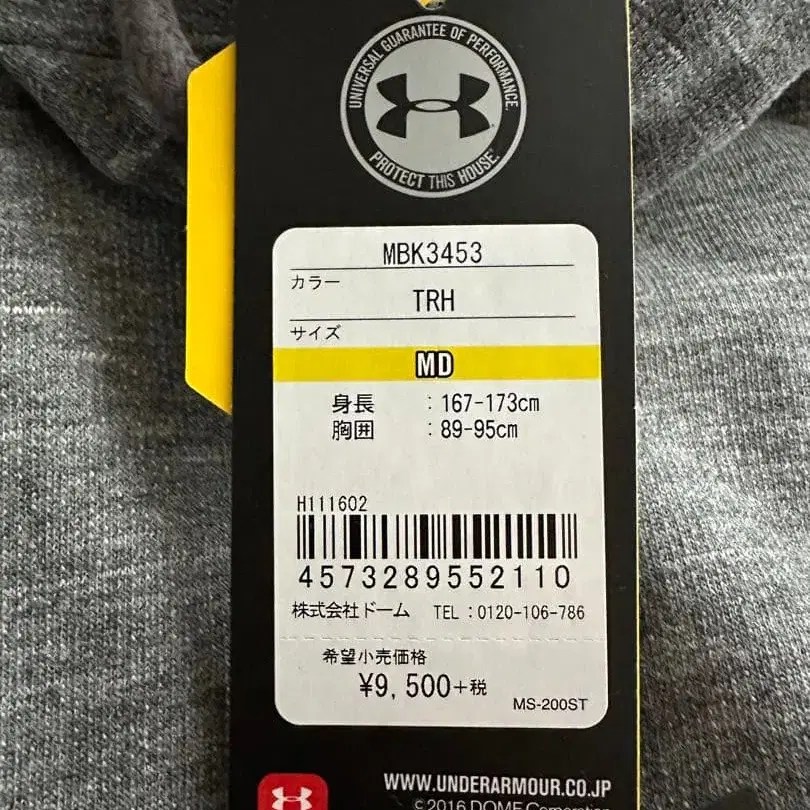 UNIVERSAL GUARANTEE OF PERFORMANCE.
PROTECT THIS HOUSE.
MBK3453
カラー
TRH
サイズ
MD
身長 : 167-173cm
胸囲 : 89-95cm
H111602
4573289552110
株式会社ドーム TEL : 0120-106-786
希望小売価格
¥9,500+税
MS-200ST
WWW.UNDERARMOUR.CO.JP
©2016 DOME Corporation